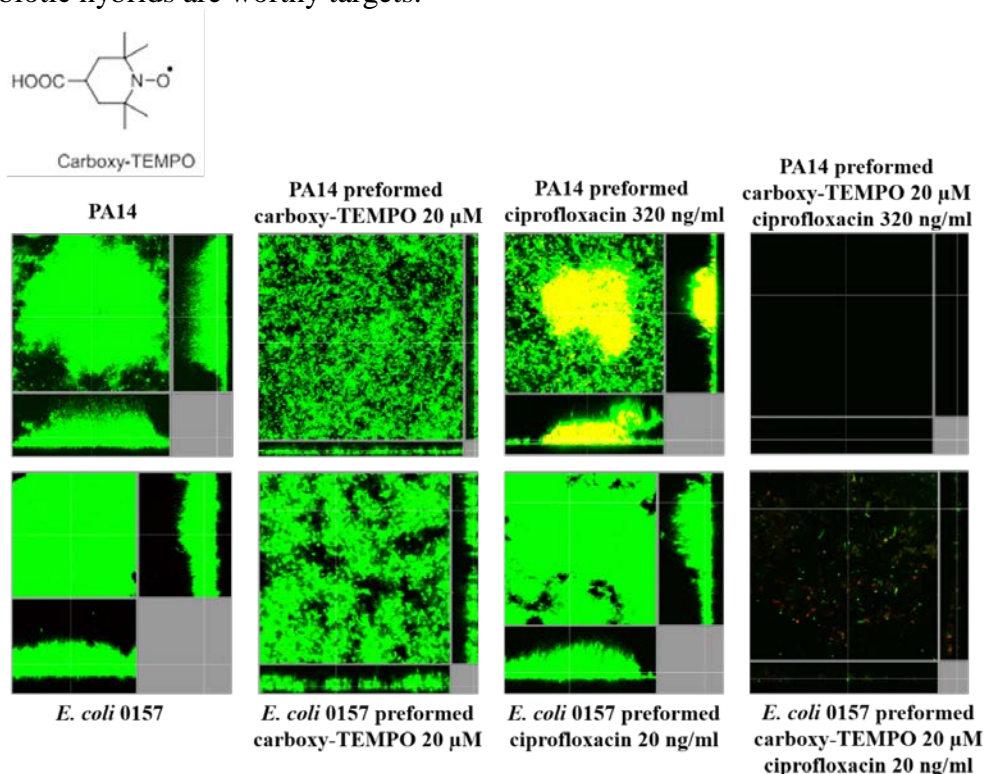 biotic hybrids are worthy targets.
HOOC
N-O•
Carboxy-TEMPO
PA14
PA14 preformed
carboxy-TEMPO 20 µM
PA14 preformed
ciprofloxacin 320 ng/ml
PA14 preformed
carboxy-TEMPO 20 µM
ciprofloxacin 320 ng/ml
E. coli 0157
E. coli 0157 preformed
carboxy-TEMPO 20 µM
E. coli 0157 preformed
ciprofloxacin 20 ng/ml
E. coli 0157 preformed
carboxy-TEMPO 20 µM
ciprofloxacin 20 ng/ml